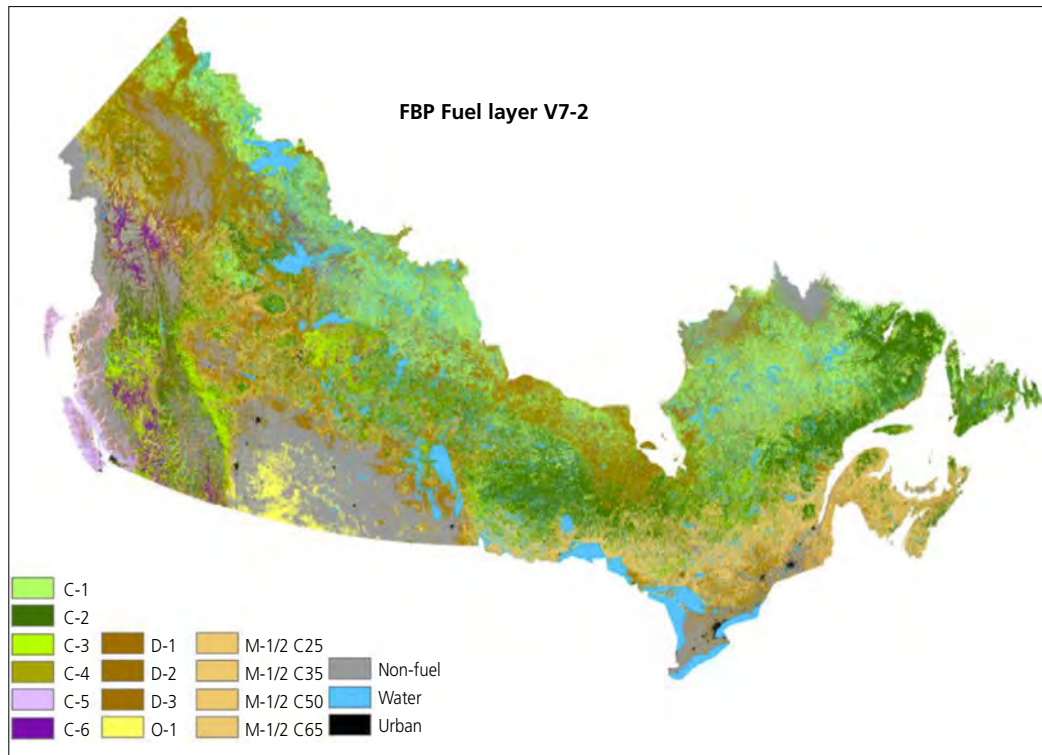 FBP Fuel layer V7-2
C-1
C-2
C-3
C-4
C-5
C-6
D-1
D-2
D-3
O-1
M-1/2 C25
M-1/2 C35
M-1/2 C50
M-1/2 C65
Non-fuel
Water
Urban